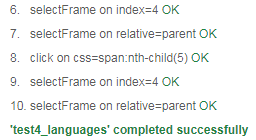 6. selectFrame on index=4 OK
7. selectFrame on relative=parent OK
8. click on css=span:nth-child(5) OK
9. selectFrame on index=4 OK
10. selectFrame on relative=parent OK
'test4_languages' completed successfully